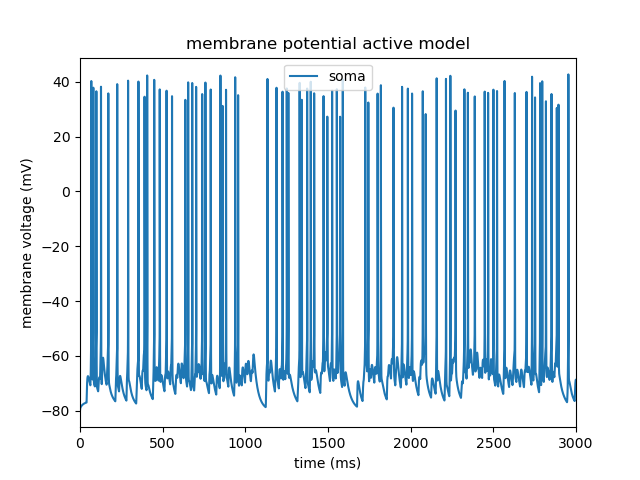 membrane potential active model
soma
membrane voltage (mV)
40
20
0
−20
−40
−60
−80
0 500 1000 1500 2000 2500 3000
time (ms)